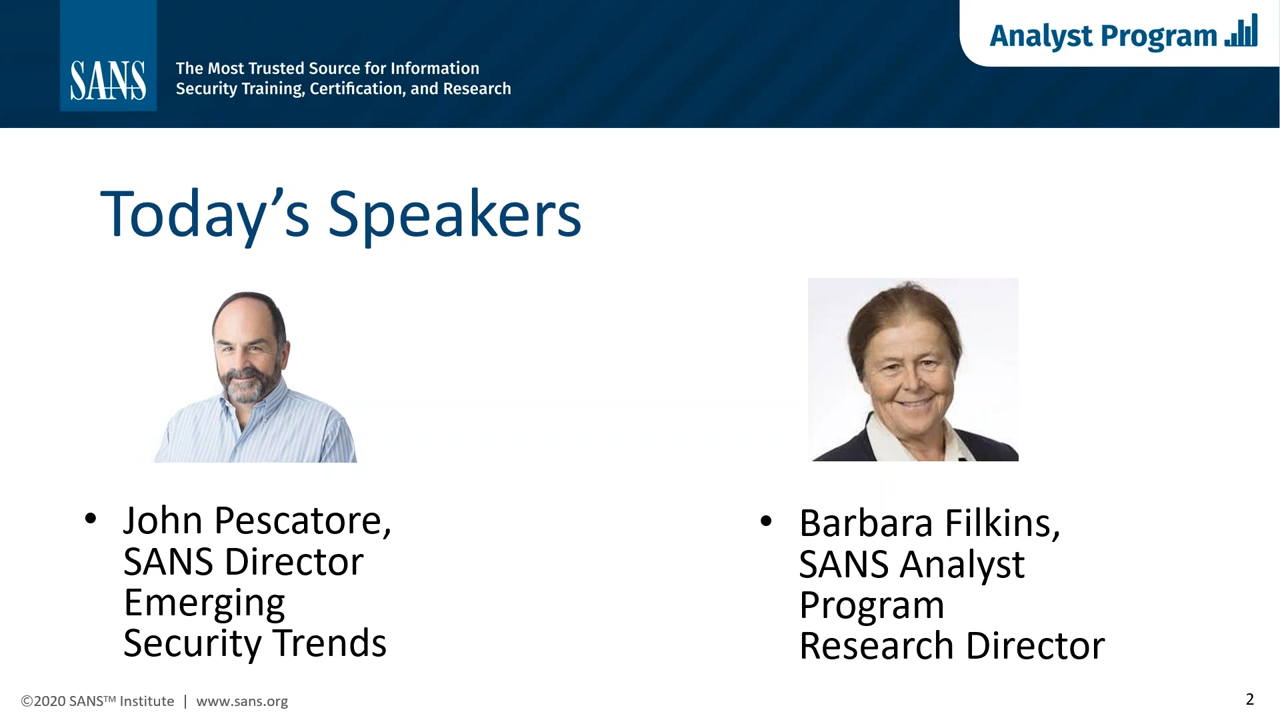 SANS
The Most Trusted Source for Information
Security Training, Certification, and Research
Analyst Program
Today’s Speakers
• John Pescatore,
SANS Director
Emerging
Security Trends
• Barbara Filkins,
SANS Analyst
Program
Research Director
©2020 SANS™ Institute | www.sans.org
2